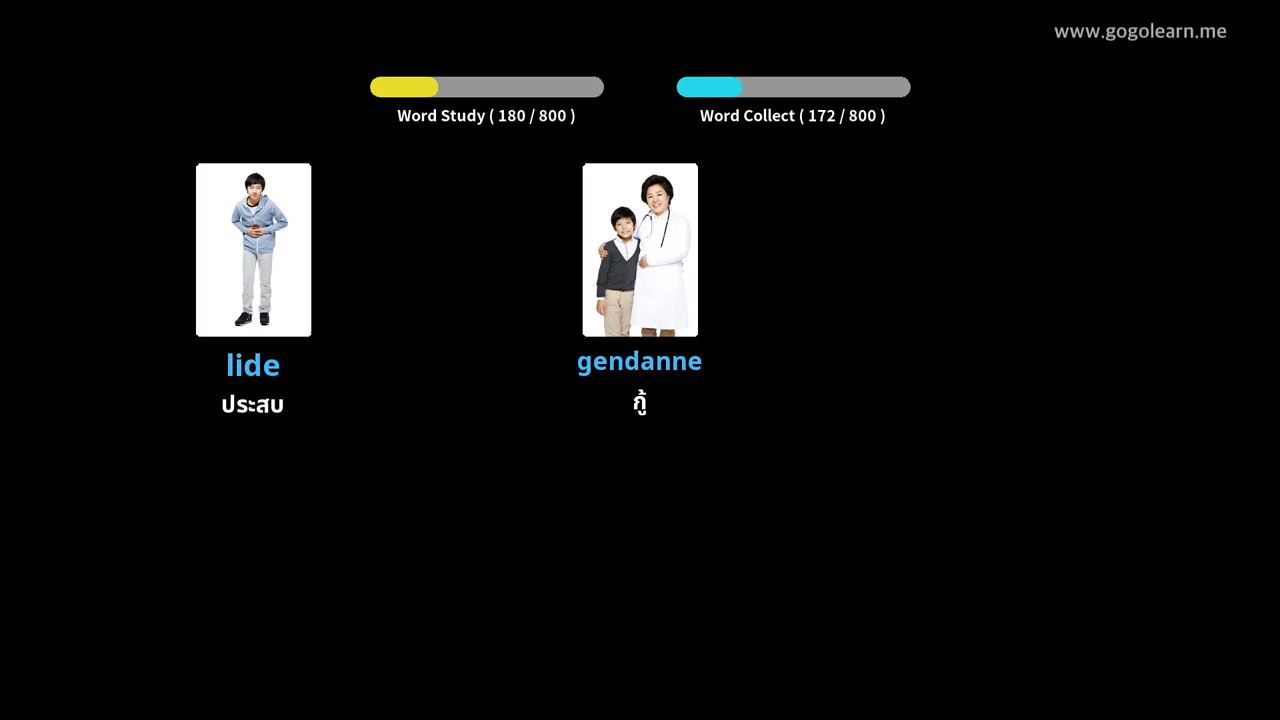 www.gogolearn.me
Word Study ( 180 / 800 )
Word Collect ( 172 / 800 )
lide
ประสบ
gendanne
กู้